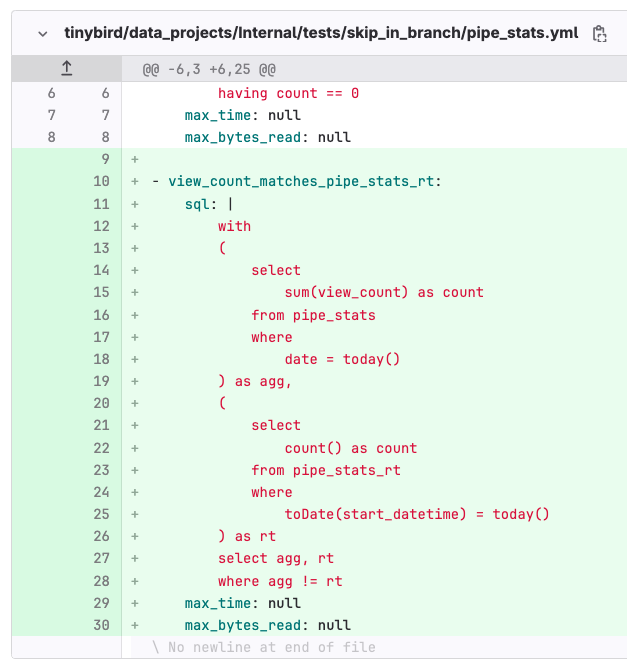 tinybird/data_projects/Internal/tests/skip_in_branch/pipe_stats.yml
@@ -6,3 +6,25 @@
6 6 having count == 0
7 7 max_time: null
8 8 max_bytes_read: null
9 +
10 + - view_count_matches_pipe_stats_rt:
11 + sql: |
12 + with
13 + (
14 + select
15 + sum(view_count) as count
16 + from pipe_stats
17 + where
18 + date = today()
19 + ) as agg,
20 + (
21 + select
22 + count() as count
23 + from pipe_stats_rt
24 + where
25 + toDate(start_datetime) = today()
26 + ) as rt
27 + select agg, rt
28 + where agg != rt
29 + max_time: null
30 + max_bytes_read: null
\ No newline at end of file